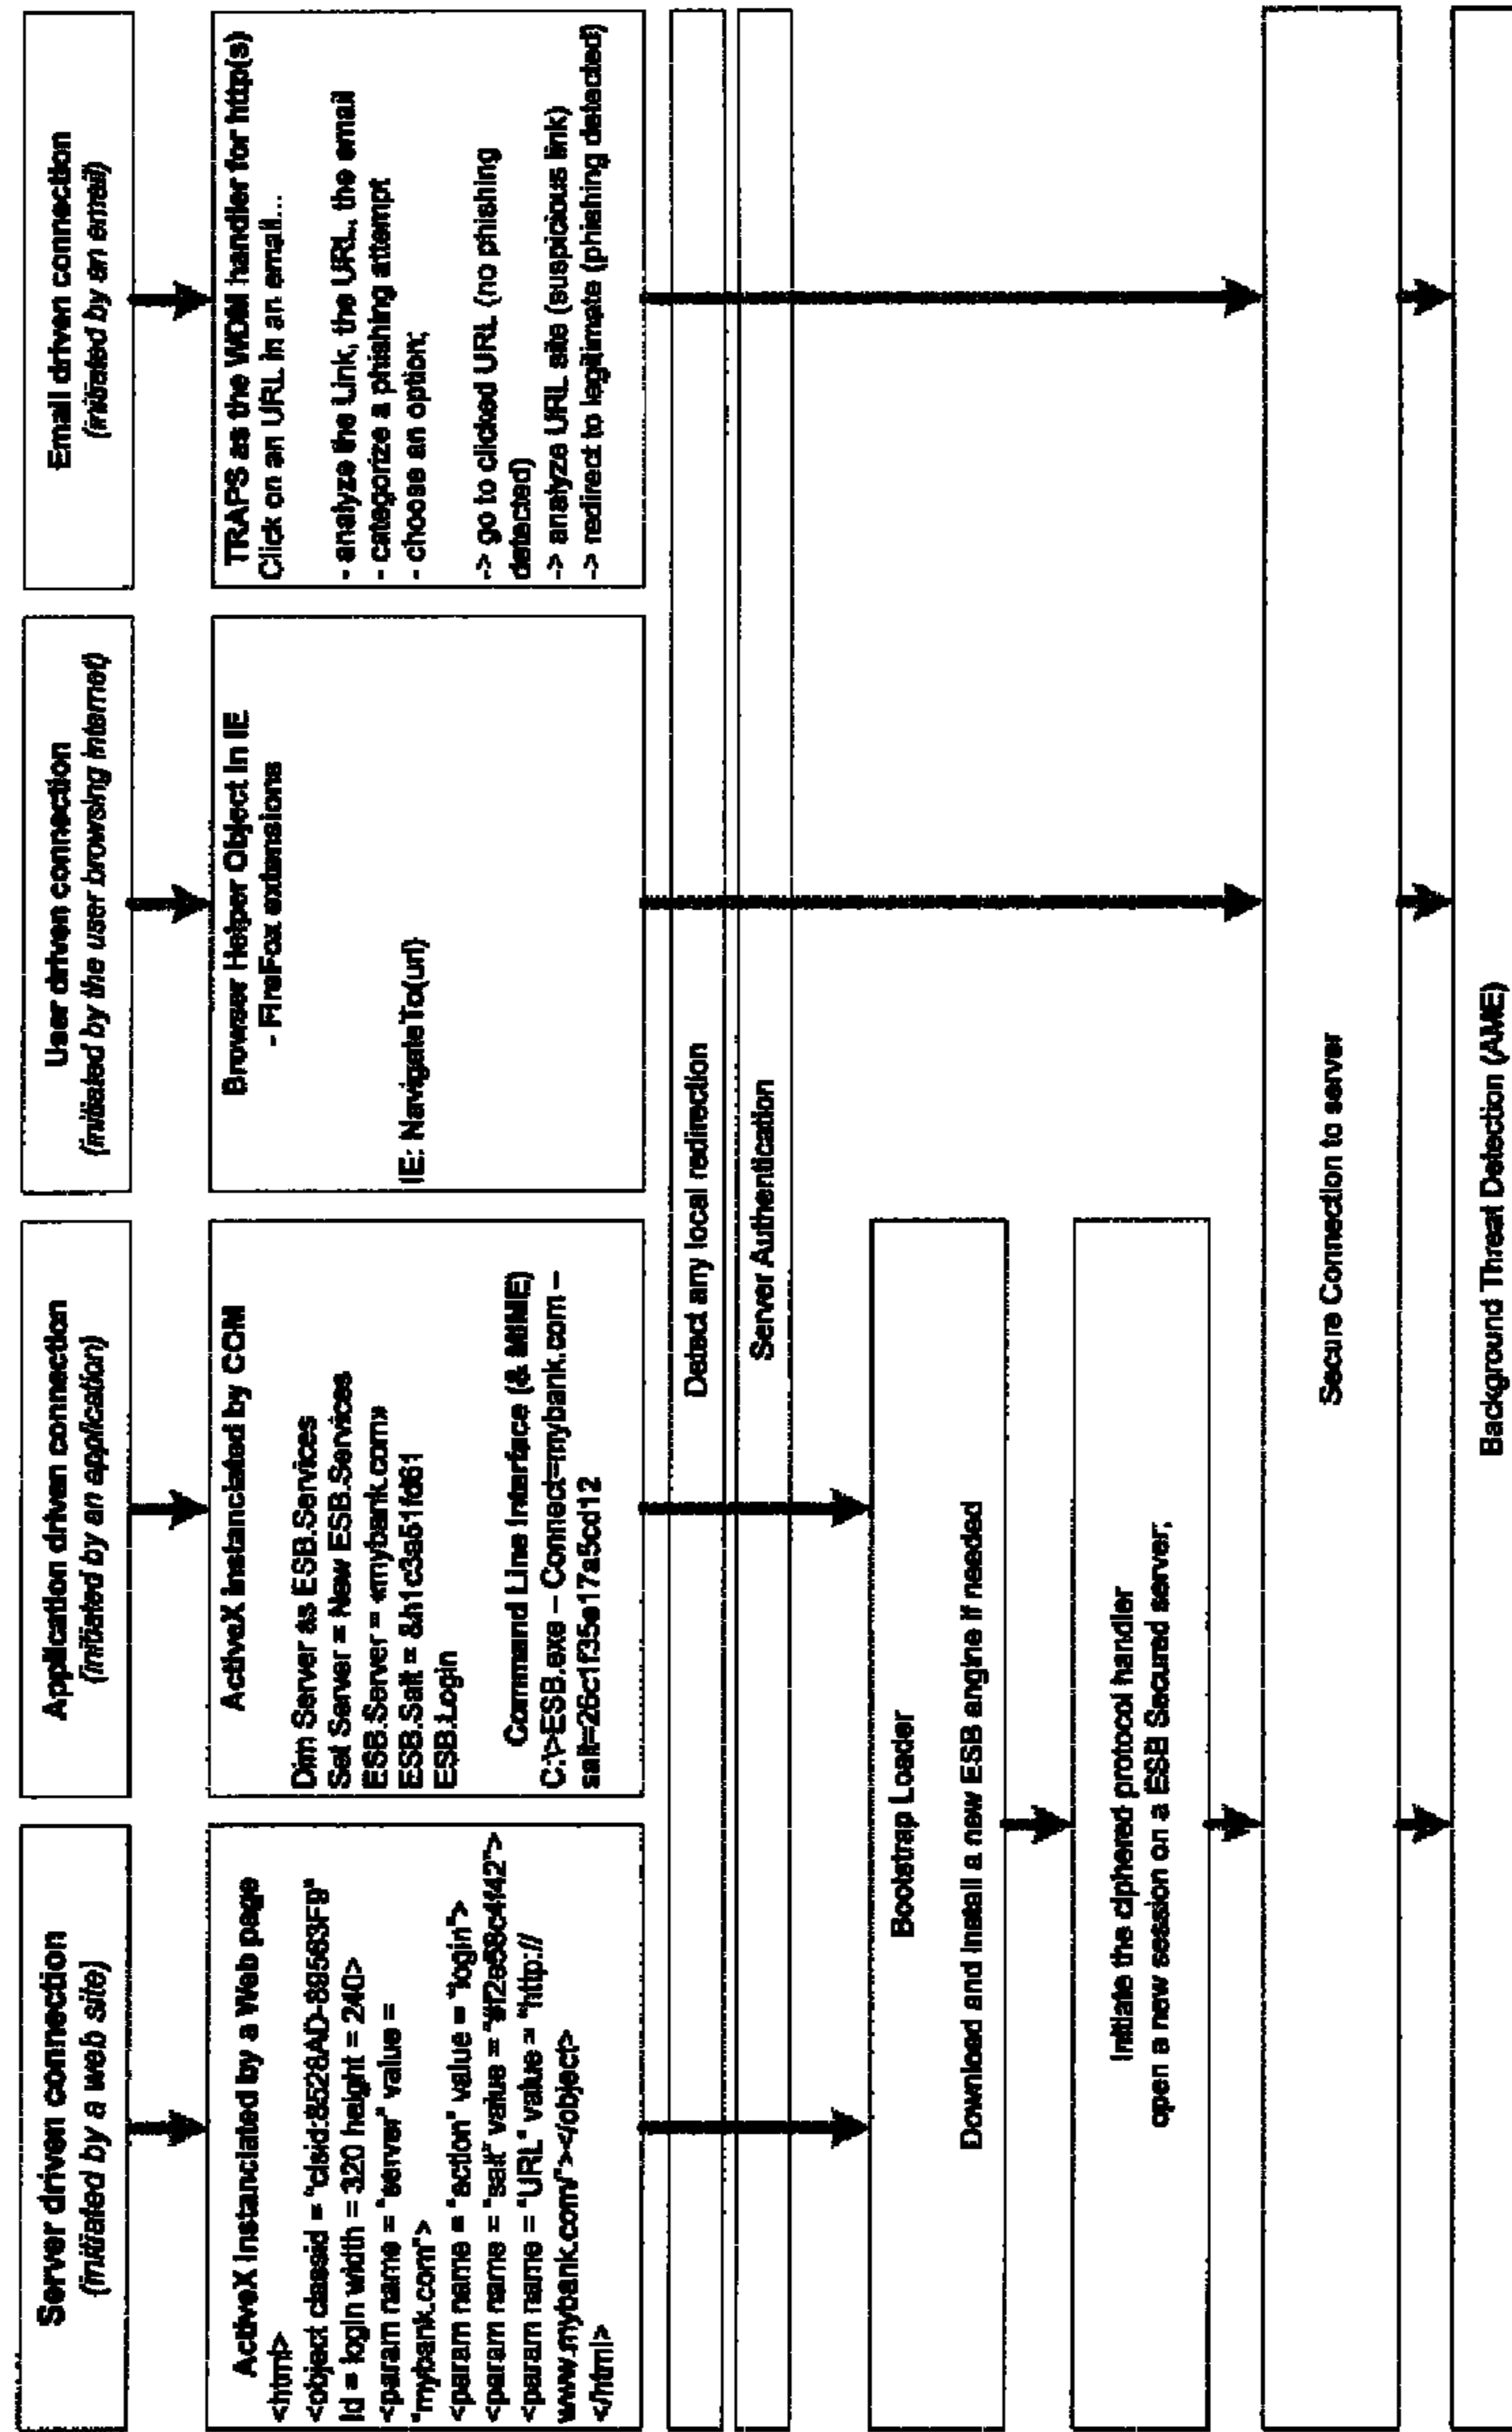 Server driven connection
(initiated by a web site)
ActiveX instanciated by a Web page
<html>
<object classid = "clsid:8528AD-89563F9"
Id = login width = 320 height = 240>
<param name = "server" value =
"mybank.com">
<param name = "action" value = "login">
<param name = "salt" value = "#f2e58c4f42">
<param name = "URL" value = "http://
www.mybank.com/"></object>
</html>
Application driven connection
(initiated by an application)
ActiveX instanciated by COM
Dim Server as ESB.Services
Set Server = New ESB.Services
ESB.Server = «mybank.com»
ESB.Salt = &h1c3a51fd61
ESB.Login
Command Line Interface (& MIME)
C:\>ESB.exe – Connect=mybank.com –
salt=26c1f35e17a5cd12
User driven connection
(initiated by the user browsing internet)
Browser Helper Object in IE
- FireFox extensions
IE: NavigateTo(url)
Email driven connection
(initiated by an email)
TRAPS as the handler for http(s)
Click on an URL in an email...
- analyze the Link, the URL, the email
- categorize a phishing attempt
- choose an option;
-> go to clicked URL (no phishing
detected)
-> analyze URL site (suspicious link)
-> redirect to legitimate (phishing detected)
Detect any local redirection
Server Authentication
Bootstrap Loader
Download and install a new ESB engine if needed
Initiate the ciphered protocol handler
open a new session on a ESB Secured server;
Secure Connection to server
Background Threat Detection (AME)